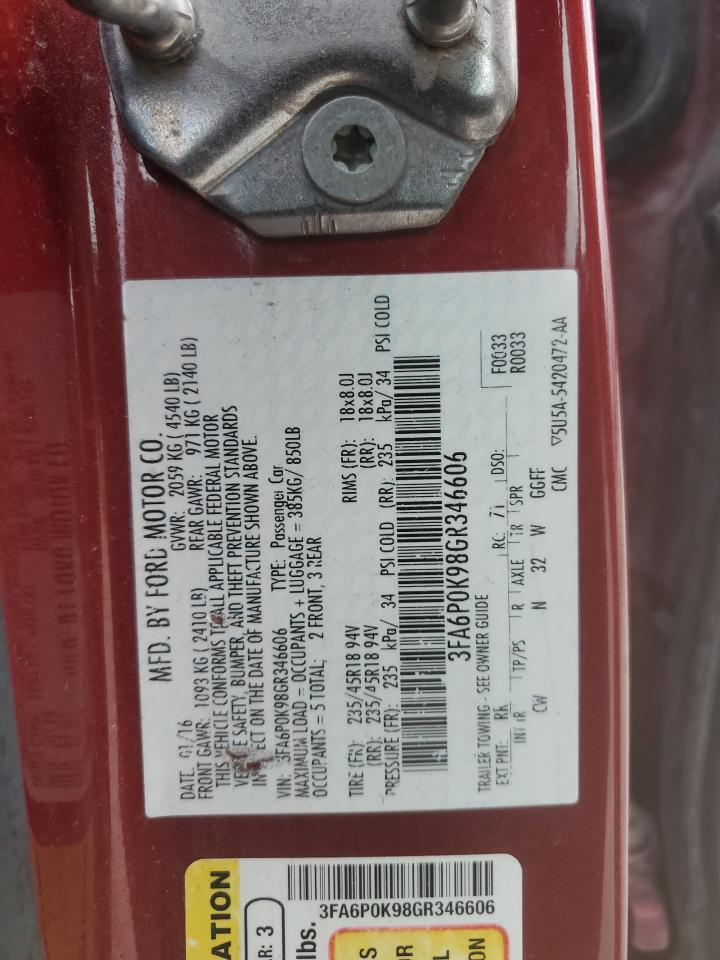 MFD. BY FORD MOTOR CO.
DATE: 01/16 GVWR: 2059 KG ( 4540 LB)
FRONT GAWR: 1093 KG ( 2410 LB) REAR GAWR: 971 KG ( 2140 LB)
THIS VEHICLE CONFORMS TO ALL APPLICABLE FEDERAL MOTOR
VEHICLE SAFETY, BUMPER, AND THEFT PREVENTION STANDARDS
IN EFFECT ON THE DATE OF MANUFACTURE SHOWN ABOVE.
VIN: 3FA6P0K98GR346606 TYPE: Passenger Car
MAXIMUM LOAD = OCCUPANTS + LUGGAGE = 385KG/ 850LB
OCCUPANTS = 5 TOTAL; 2 FRONT, 3 REAR
TIRE (FR): 235/45R18 94V RIMS (FR): 18x8.0J
(RR): 235/45R18 94V (RR): 18x8.0J
PRESSURE (FR): 235 kPa/ 34 PSI COLD (RR): 235 kPa/ 34 PSI COLD
3FA6P0K98GR346606
TRAILER TOWING - SEE OWNER GUIDE
F0033
R0033
EXT PNT: RR RC: 71 DSO:
INT TR TP/PS R AXLE TR SPR
CW N 32 W GGFF
CMC ▽5U5A-5420472-AA
3FA6P0K98GR346606
ATION
AR: 3
lbs.